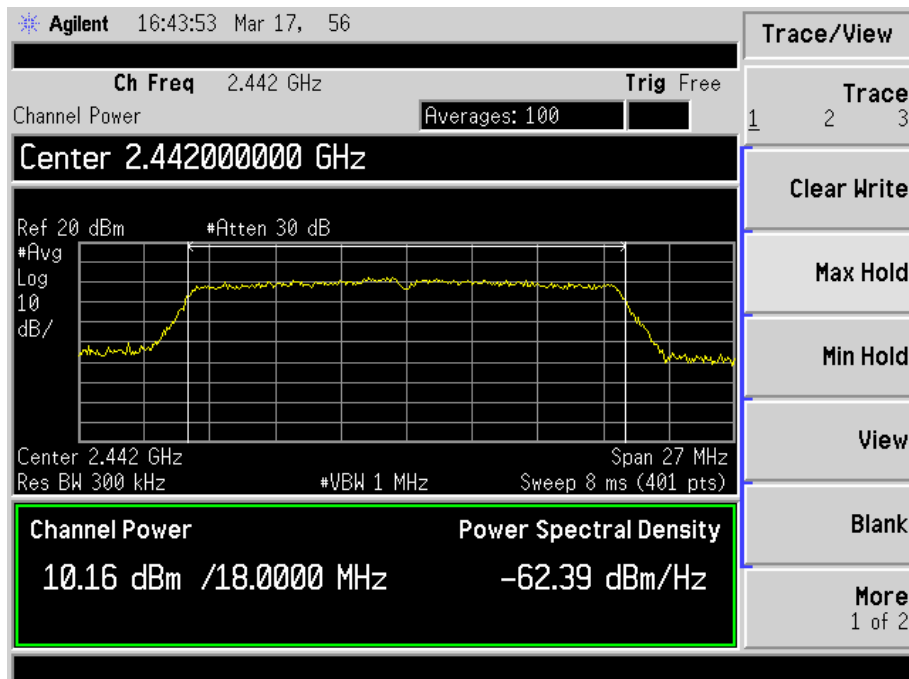 Agilent 16:43:53 Mar 17, 56
Trace/View
Ch Freq 2.442 GHz Trig Free
Channel Power Averages: 100
Center 2.442000000 GHz
Ref 20 dBm #Atten 30 dB
#Avg
Log
10
dB/
Center 2.442 GHz Span 27 MHz
Res BW 300 kHz #VBW 1 MHz Sweep 8 ms (401 pts)
Channel Power Power Spectral Density
10.16 dBm /18.0000 MHz -62.39 dBm/Hz
Trace
1 2 3
Clear Write
Max Hold
Min Hold
View
Blank
More
1 of 2